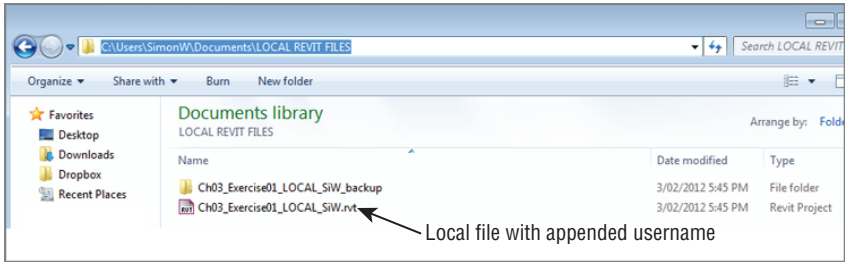 C:\Users\SimonW\Documents\LOCAL REVIT FILES
Search LOCAL REVIT
Organize
Share with
Burn
New folder
Favorites
Desktop
Downloads
Dropbox
Recent Places
Documents library
LOCAL REVIT FILES
Arrange by: Folde
Name Date modified Type
Ch03_Exercise01_LOCAL_SiW_backup 3/02/2012 5:45 PM File folder
RVT Ch03_Exercise01_LOCAL_SiW.rvt 3/02/2012 5:45 PM Revit Project
Local file with appended username